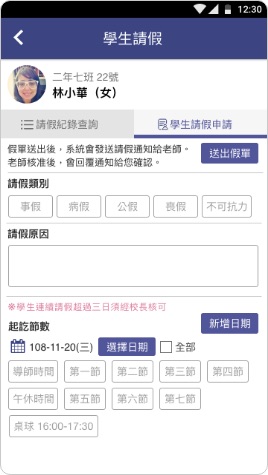 12:30
學生請假
二年七班 22號
林小華（女）
請假紀錄查詢
學生請假申請
假單送出後，系統會發送請假通知給老師。
老師核准後，會回覆通知給您確認。
送出假單
請假類別
事假 病假 公假 喪假 不可抗力
請假原因
※學生連續請假超過三日須經校長核可
起訖節數
新增日期
108-11-20(三) 選擇日期 全部
導師時間 第一節 第二節 第三節 第四節
午休時間 第五節 第六節 第七節
桌球 16:00-17:30